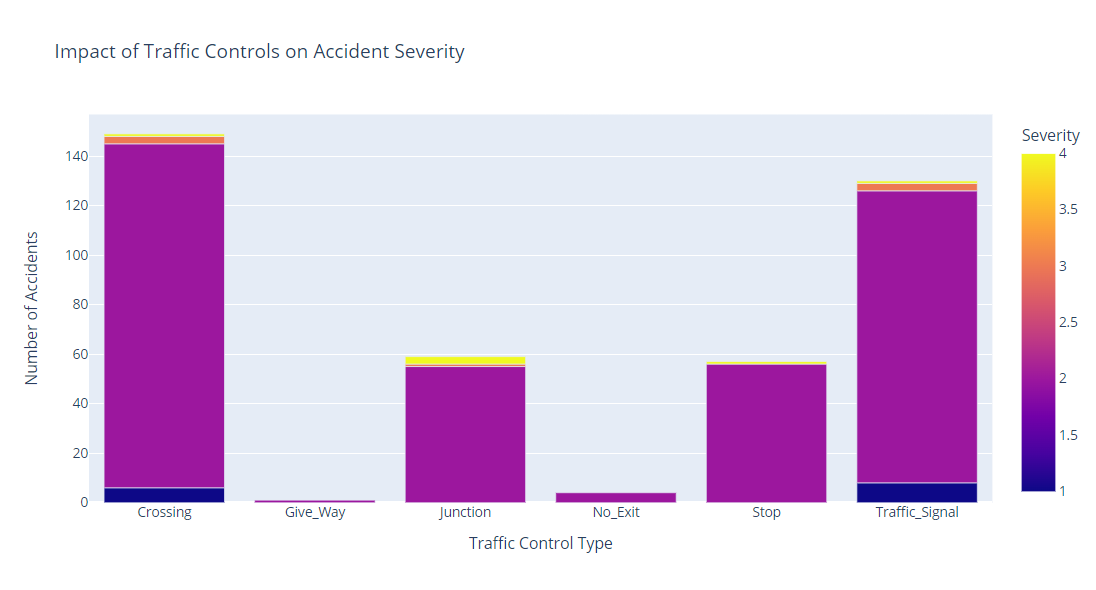 Impact of Traffic Controls on Accident Severity
Number of Accidents
140
120
100
80
60
40
20
0
Crossing
Give_Way
Junction
No_Exit
Stop
Traffic_Signal
Traffic Control Type
Severity
4
3.5
3
2.5
2
1.5
1